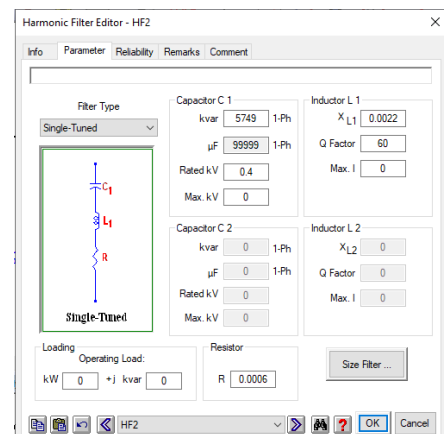 Harmonic Filter Editor - HF2
Info Parameter Reliability Remarks Comment
Filter Type
Single-Tuned
C1
L1
R
Single-Tuned
Capacitor C 1
kvar 5749 1-Ph
µF 99999 1-Ph
Rated kV 0.4
Max. kV 0
Inductor L 1
XL1 0.0022
Q Factor 60
Max. I 0
Capacitor C 2
kvar 0 1-Ph
µF 0 1-Ph
Rated kV 0
Max. kV 0
Inductor L 2
XL2 0
Q Factor 0
Max. I 0
Loading
Operating Load:
kW 0 +j kvar 0
Resistor
R 0.0006
Size Filter ...
HF2 ? OK Cancel